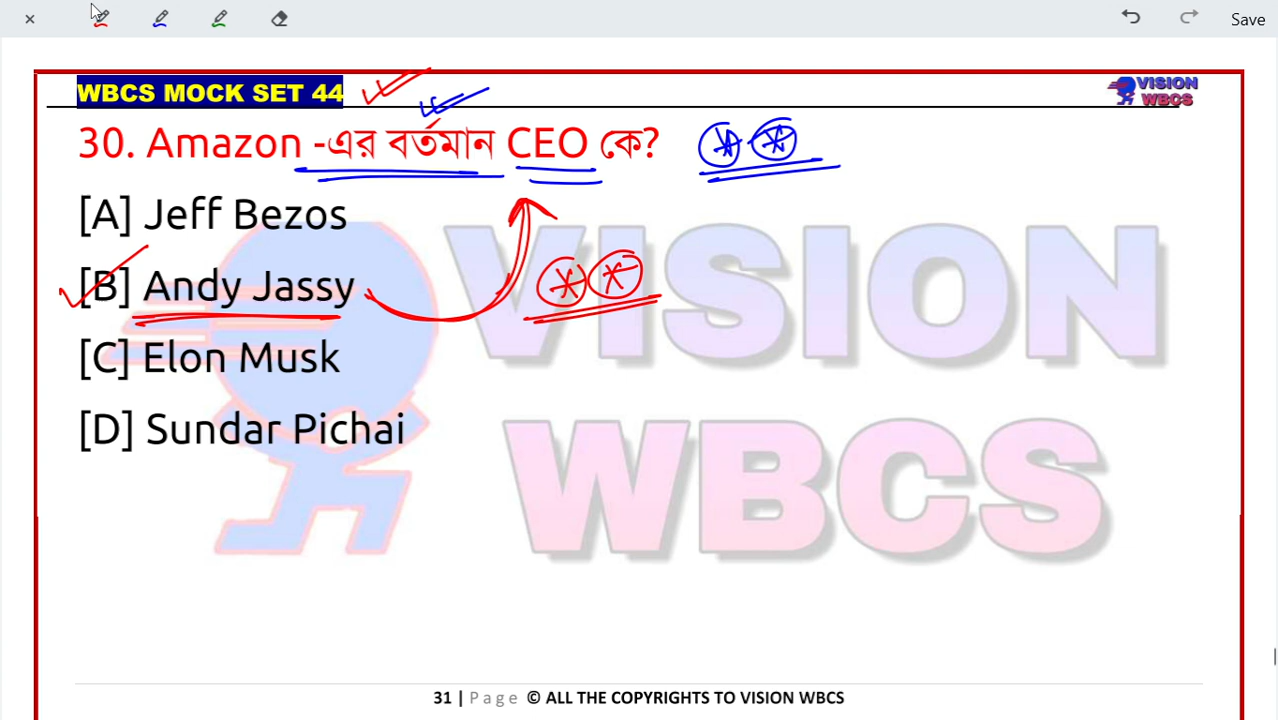 Save
WBCS MOCK SET 44
VISION
WBCS
30. Amazon -এর বর্তমান CEO কে?
[A] Jeff Bezos
[B] Andy Jassy
[C] Elon Musk
[D] Sundar Pichai
VISION
WBCS
31 | Page © ALL THE COPYRIGHTS TO VISION WBCS